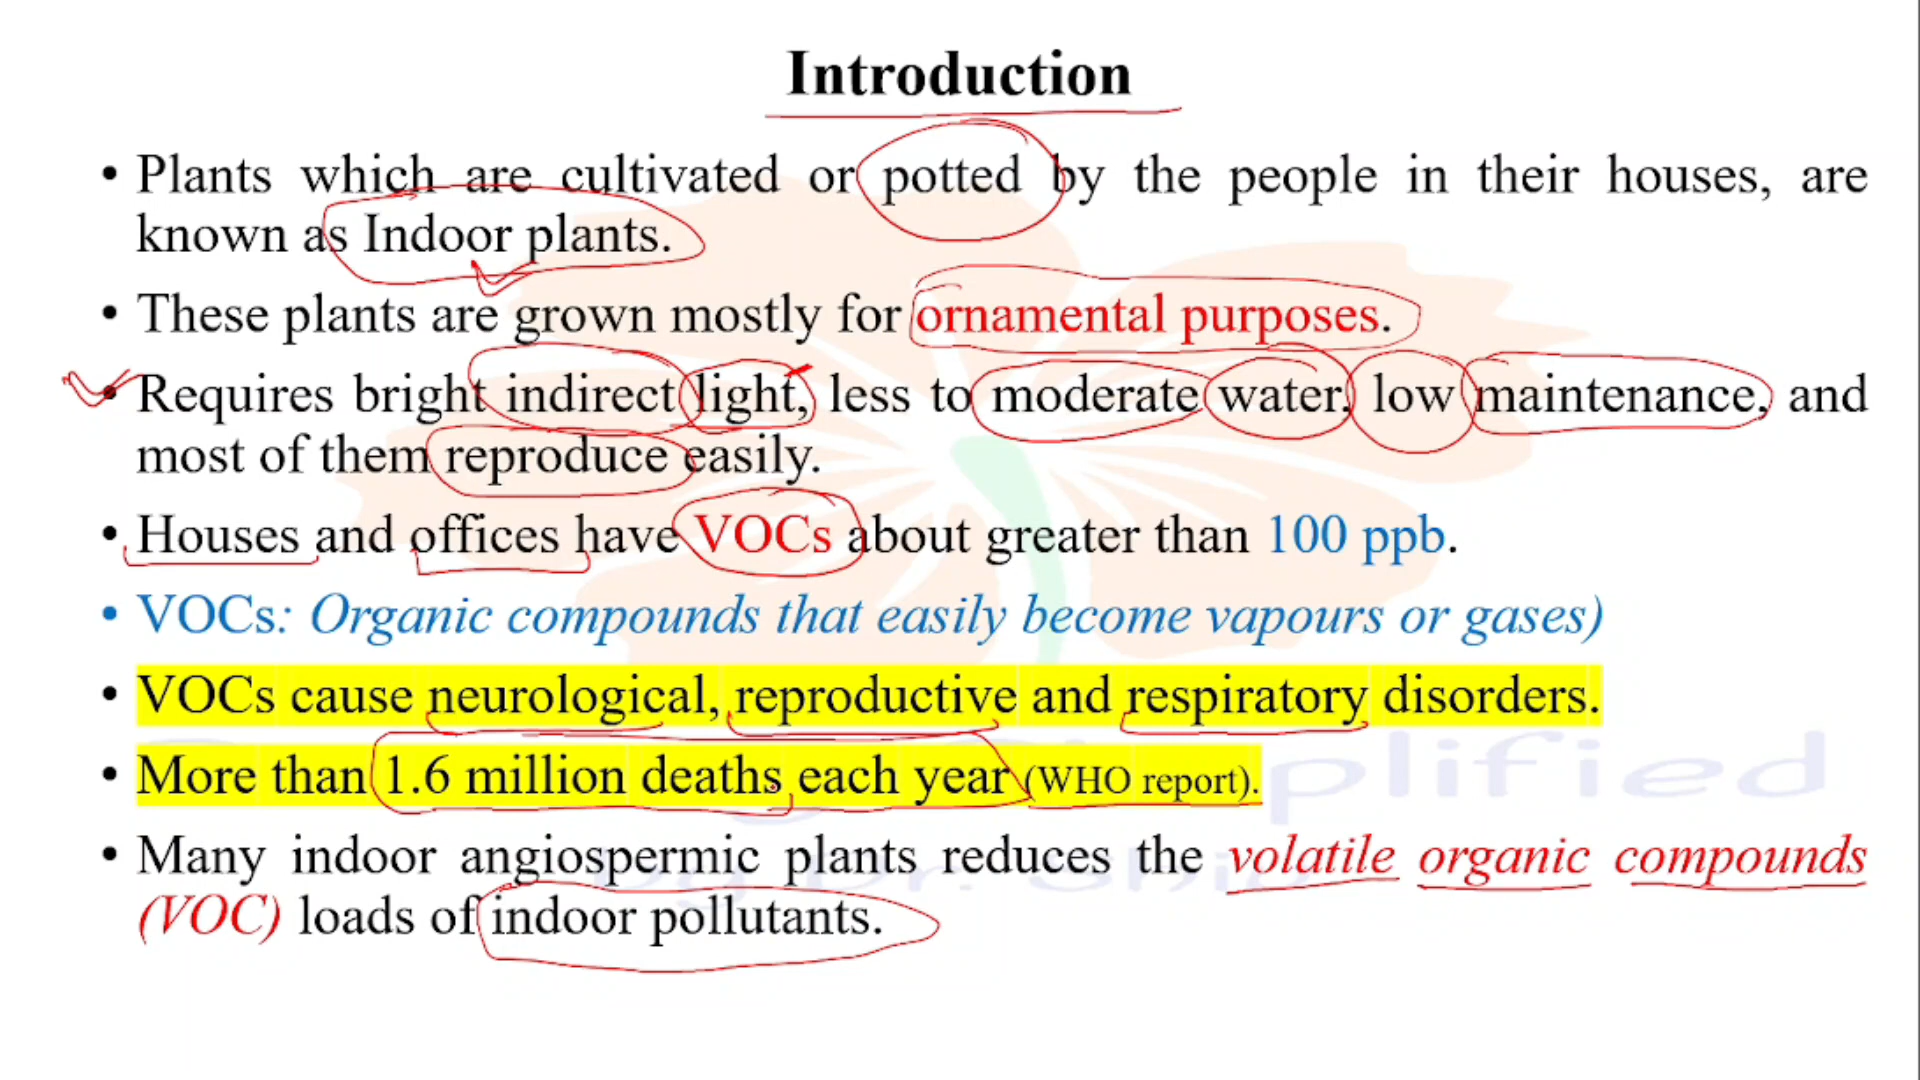 Introduction
• Plants which are cultivated or potted by the people in their houses, are
known as Indoor plants.
• These plants are grown mostly for ornamental purposes.
• Requires bright indirect light, less to moderate water, low maintenance, and
most of them reproduce easily.
• Houses and offices have VOCs about greater than 100 ppb.
• VOCs: Organic compounds that easily become vapours or gases)
• VOCs cause neurological, reproductive and respiratory disorders.
• More than 1.6 million deaths each year (WHO report).
• Many indoor angiospermic plants reduces the volatile organic compounds
(VOC) loads of indoor pollutants.